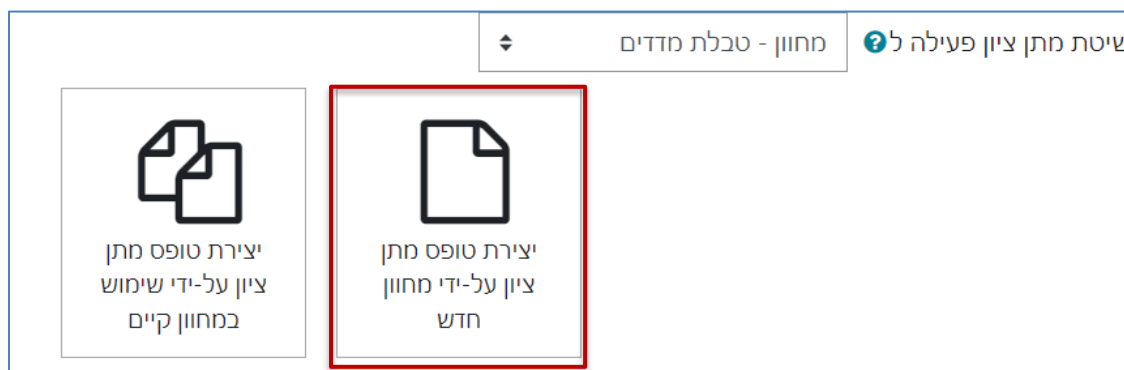 שיטת מתן ציון פעילה ל
מחוון - טבלת מדדים
יצירת טופס מתן
ציון על-ידי מחוון
חדש
יצירת טופס מתן
ציון על-ידי שימוש
במחוון קיים